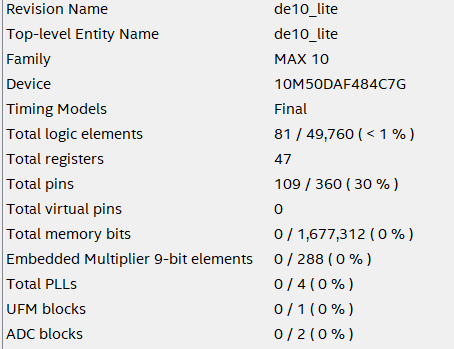 Revision Name de10_lite
Top-level Entity Name de10_lite
Family MAX 10
Device 10M50DAF484C7G
Timing Models Final
Total logic elements 81 / 49,760 ( < 1 % )
Total registers 47
Total pins 109 / 360 ( 30 % )
Total virtual pins 0
Total memory bits 0 / 1,677,312 ( 0 % )
Embedded Multiplier 9-bit elements 0 / 288 ( 0 % )
Total PLLs 0 / 4 ( 0 % )
UFM blocks 0 / 1 ( 0 % )
ADC blocks 0 / 2 ( 0 % )